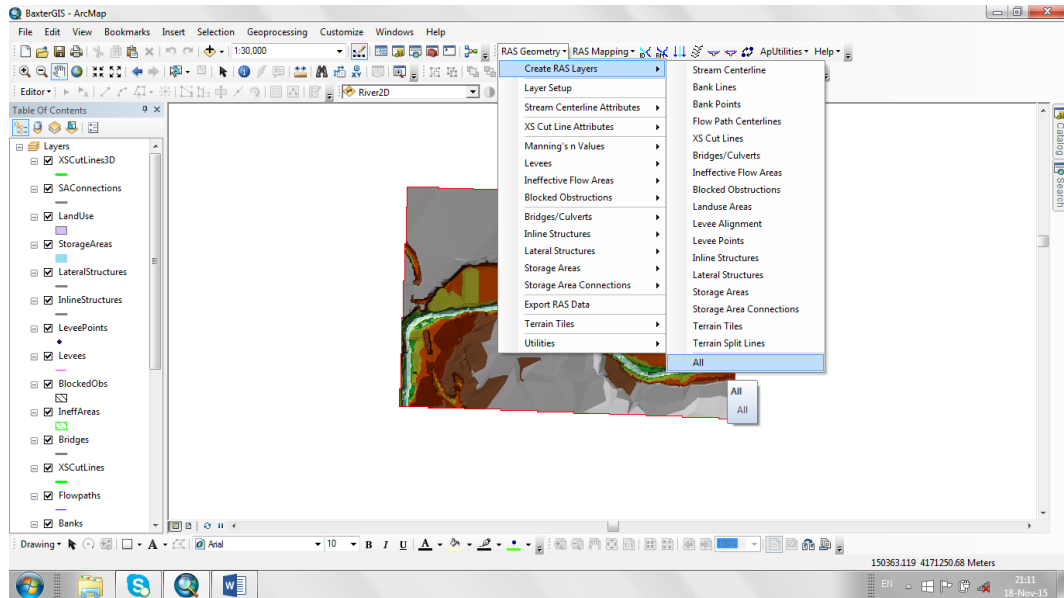 BaxterGIS - ArcMap
File Edit View Bookmarks Insert Selection Geoprocessing Customize Windows Help
1:30,000
RAS Geometry RAS Mapping ApUtilities Help
Editor River2D
Table Of Contents
Layers
XSCutLines3D
SAConnections
LandUse
StorageAreas
LateralStructures
InlineStructures
LeveePoints
Levees
BlockedObs
IneffAreas
Bridges
XSCutLines
Flowpaths
Banks
Create RAS Layers
Layer Setup
Stream Centerline Attributes
XS Cut Line Attributes
Manning's n Values
Levees
Ineffective Flow Areas
Blocked Obstructions
Bridges/Culverts
Inline Structures
Lateral Structures
Storage Areas
Storage Area Connections
Export RAS Data
Terrain Tiles
Utilities
Stream Centerline
Bank Lines
Bank Points
Flow Path Centerlines
XS Cut Lines
Bridges/Culverts
Ineffective Flow Areas
Blocked Obstructions
Landuse Areas
Levee Alignment
Levee Points
Inline Structures
Lateral Structures
Storage Areas
Storage Area Connections
Terrain Tiles
Terrain Split Lines
All
All
All
Catalog
Search
Drawing A Arial 10 B I U A 100%
150363.119 4171250.68 Meters
EN 21:11
18-Nov-15